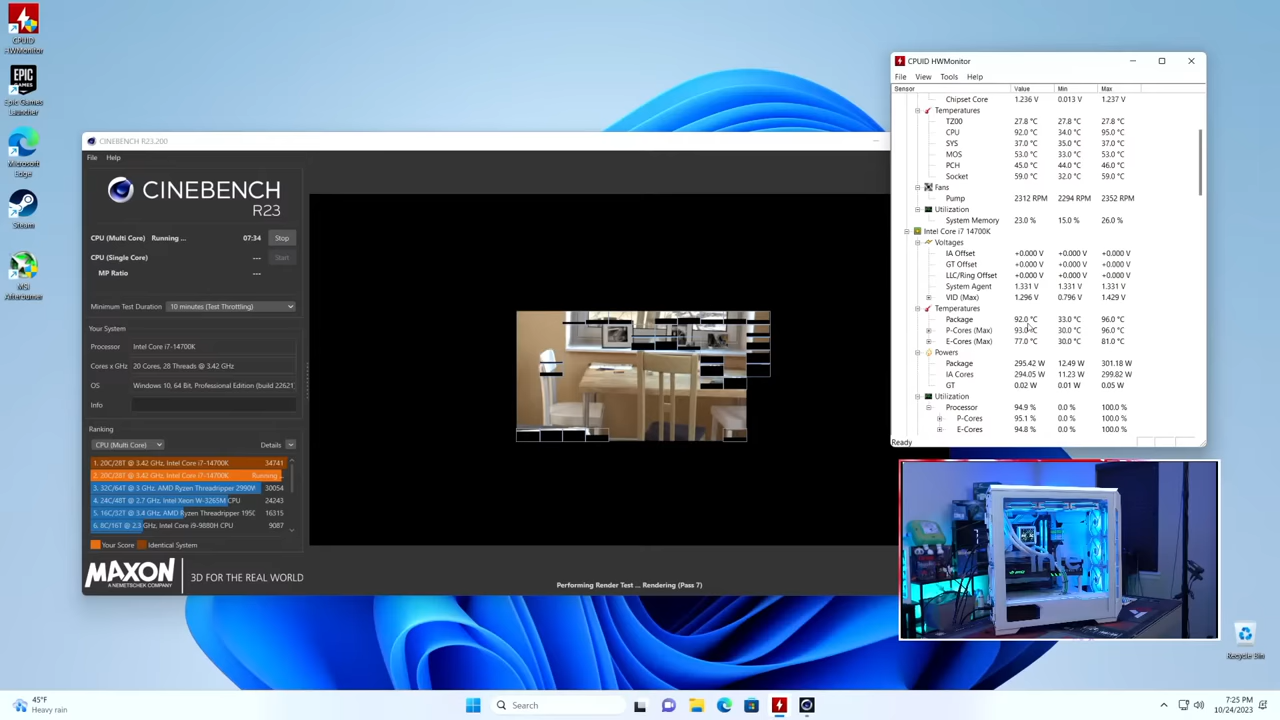 CPUID
HWMonitor
Epic Games
Launcher
Microsoft
Edge
Steam
MSI
Afterburner
CINEBENCH R23.200
File Help
CINEBENCH
R23
CPU (Multi Core) Running ... 07:34 Stop
CPU (Single Core) --- Start
MP Ratio ---
Minimum Test Duration 10 minutes (Test Throttling)
Your System
Processor Intel Core i7-14700K
Cores x GHz 20 Cores, 28 Threads @ 3.42 GHz
OS Windows 10, 64 Bit, Professional Edition (build 22621
Info
Ranking
CPU (Multi Core) Details
1. 20C/28T @ 3.42 GHz, Intel Core i7-14700K 34741
2. 20C/28T @ 3.42 GHz, Intel Core i7-14700K Running...
3. 32C/64T @ 3 GHz, AMD Ryzen Threadripper 2990W 30054
4. 24C/48T @ 2.7 GHz, Intel Xeon W-3265M CPU 24243
5. 16C/32T @ 3.4 GHz, AMD Ryzen Threadripper 1950 16315
6. 8C/16T @ 2.3 GHz, Intel Core i9-9880H CPU 9087
Your Score Identical System
MAXON
A NEMETSCHEK COMPANY
3D FOR THE REAL WORLD
Performing Render Test ... Rendering (Pass 7)
CPUID HWMonitor
File View Tools Help
Sensor Value Min Max
Chipset Core 1.236 V 0.013 V 1.237 V
Temperatures
TZ00 27.8 °C 27.8 °C 27.8 °C
CPU 92.0 °C 34.0 °C 95.0 °C
SYS 37.0 °C 35.0 °C 37.0 °C
MOS 53.0 °C 33.0 °C 53.0 °C
PCH 45.0 °C 44.0 °C 46.0 °C
Socket 59.0 °C 32.0 °C 59.0 °C
Fans
Pump 2312 RPM 2294 RPM 2352 RPM
Utilization
System Memory 23.0 % 15.0 % 26.0 %
Intel Core i7 14700K
Voltages
IA Offset +0.000 V +0.000 V +0.000 V
GT Offset +0.000 V +0.000 V +0.000 V
LLC/Ring Offset +0.000 V +0.000 V +0.000 V
System Agent 1.331 V 1.331 V 1.331 V
VID (Max) 1.296 V 0.796 V 1.429 V
Temperatures
Package 92.0 °C 33.0 °C 96.0 °C
P-Cores (Max) 93.0 °C 30.0 °C 96.0 °C
E-Cores (Max) 77.0 °C 30.0 °C 81.0 °C
Powers
Package 295.42 W 12.49 W 301.18 W
IA Cores 294.05 W 11.23 W 299.82 W
GT 0.02 W 0.01 W 0.05 W
Utilization
Processor 94.9 % 0.0 % 100.0 %
P-Cores 95.1 % 0.0 % 100.0 %
E-Cores 94.8 % 0.0 % 100.0 %
Ready
Recycle Bin
45°F
Heavy rain
Search
7:25 PM
10/24/2023